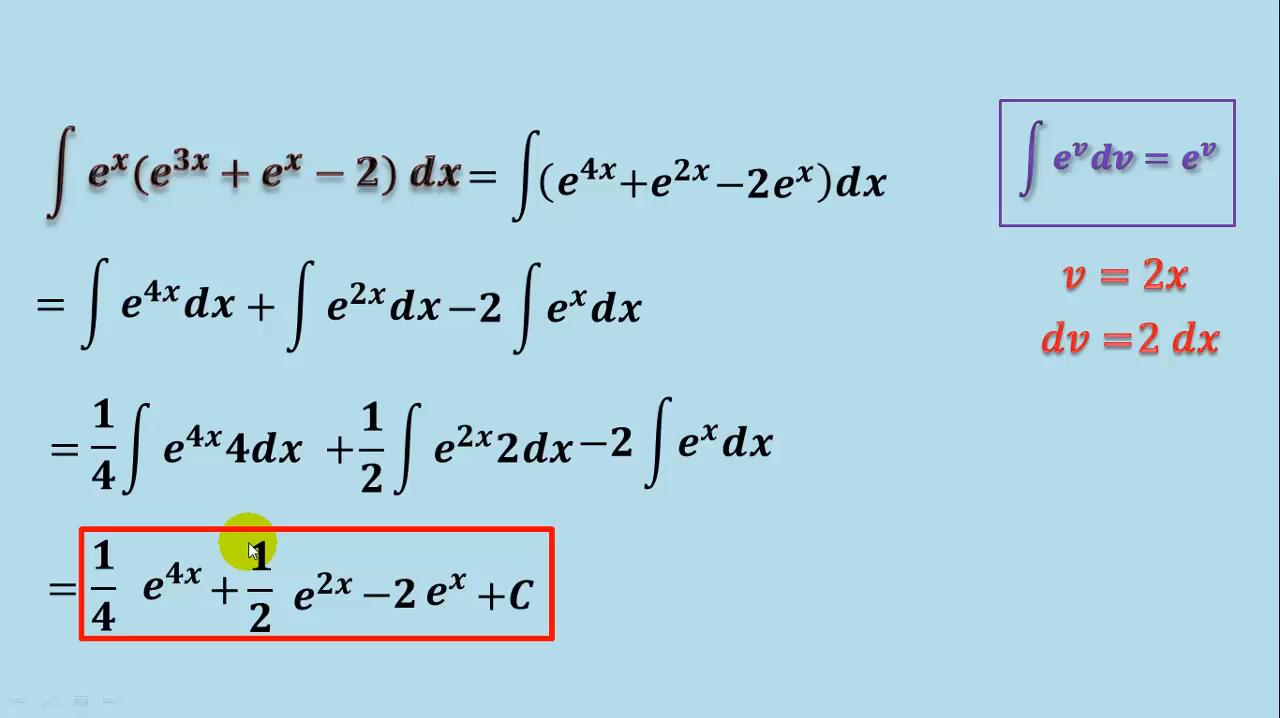 ∫ eˣ(e³ˣ + eˣ − 2) dx = ∫(e⁴ˣ+e²ˣ−2eˣ)dx
∫ eᵛdv = eᵛ
v = 2x
dv =2 dx
= ∫ e⁴ˣdx + ∫ e²ˣdx −2 ∫ eˣdx
= 1/4 ∫ e⁴ˣ4dx + 1/2 ∫ e²ˣ2dx −2 ∫ eˣdx
= 1/4 e⁴ˣ + 1/2 e²ˣ −2 eˣ +C